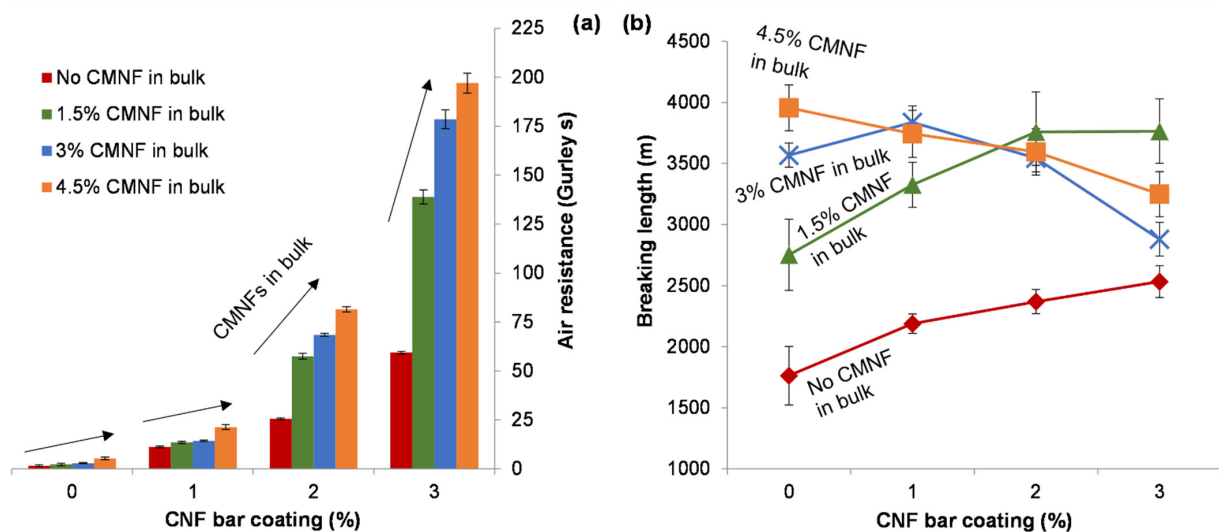 (a)
No CMNF in bulk
1.5% CMNF in bulk
3% CMNF in bulk
4.5% CMNF in bulk
CMNFs in bulk
225
200
175
150
125
100
75
50
25
0
Air resistance (Gurley s)
0 1 2 3
CNF bar coating (%)
(b)
4500
4000
3500
3000
2500
2000
1500
1000
Breaking length (m)
4.5% CMNF
in bulk
3% CMNF in bulk
1.5% CMNF
in bulk
No CMNF
in bulk
0 1 2 3
CNF bar coating (%)